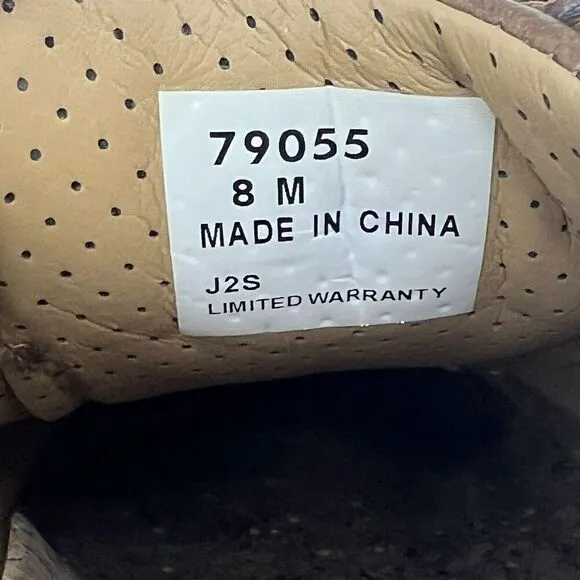 79055
8 M
MADE IN CHINA
J2S
LIMITED WARRANTY